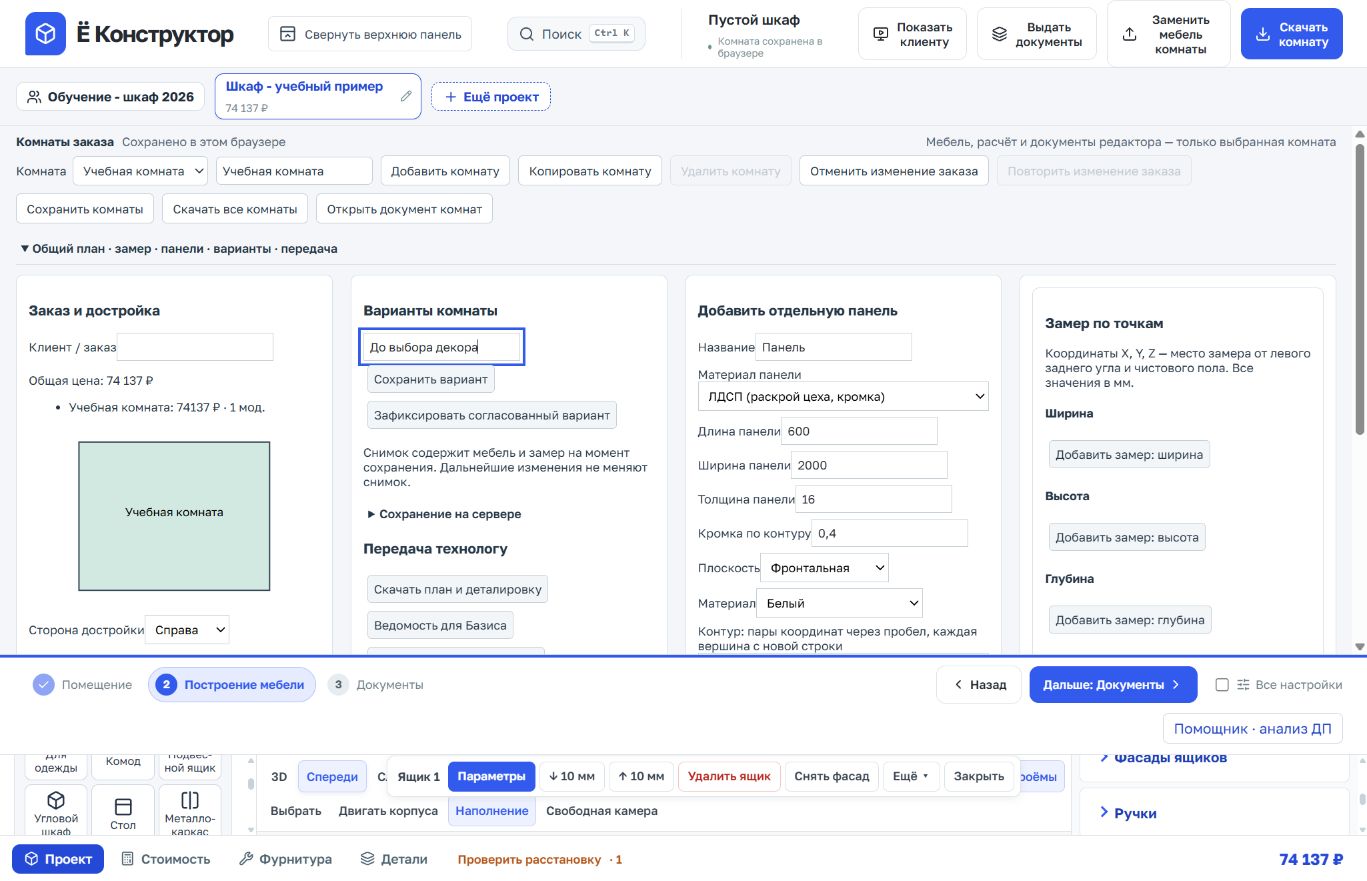 Ё Конструктор
Свернуть верхнюю панель
Поиск Ctrl K
Пустой шкаф
Комната сохранена в
браузере
Показать
клиенту
Выдать
документы
Заменить
мебель
комнаты
Скачать
комнату
Обучение - шкаф 2026
Шкаф - учебный пример
74 137 ₽
Ещё проект
Комнаты заказа Сохранено в этом браузере
Мебель, расчёт и документы редактора — только выбранная комната
Комната Учебная комната Учебная комната Добавить комнату Копировать комнату Удалить комнату Отменить изменение заказа Повторить изменение заказа
Сохранить комнаты Скачать все комнаты Открыть документ комнат
Общий план · замер · панели · варианты · передача
Заказ и достройка
Клиент / заказ
Общая цена: 74 137 ₽
• Учебная комната: 74137 ₽ · 1 мод.
Учебная комната
Сторона достройки Справа
Варианты комнаты
До выбора декора
Сохранить вариант
Зафиксировать согласованный вариант
Снимок содержит мебель и замер на момент
сохранения. Дальнейшие изменения не меняют
снимок.
Сохранение на сервере
Передача технологу
Скачать план и деталировку
Ведомость для Базиса
Добавить отдельную панель
Название Панель
Материал панели
ЛДСП (раскрой цеха, кромка)
Длина панели 600
Ширина панели 2000
Толщина панели 16
Кромка по контуру 0,4
Плоскость Фронтальная
Материал Белый
Контур: пары координат через пробел, каждая
вершина с новой строки
Замер по точкам
Координаты X, Y, Z — место замера от левого
заднего угла и чистового пола. Все
значения в мм.
Ширина
Добавить замер: ширина
Высота
Добавить замер: высота
Глубина
Добавить замер: глубина
Помещение
2 Построение мебели
3 Документы
Назад
Дальше: Документы
Все настройки
Помощник · анализ ДП
Для
одежды
Комод
Подвес-
ной ящик
Угловой
шкаф
Стол
Металло-
каркас
3D Спереди Ящик 1 Параметры ↓ 10 мм ↑ 10 мм Удалить ящик Снять фасад Ещё Закрыть
Выбрать Двигать корпуса Наполнение Свободная камера
Фасады ящиков
Ручки
Проект Стоимость Фурнитура Детали Проверить расстановку · 1
74 137 ₽